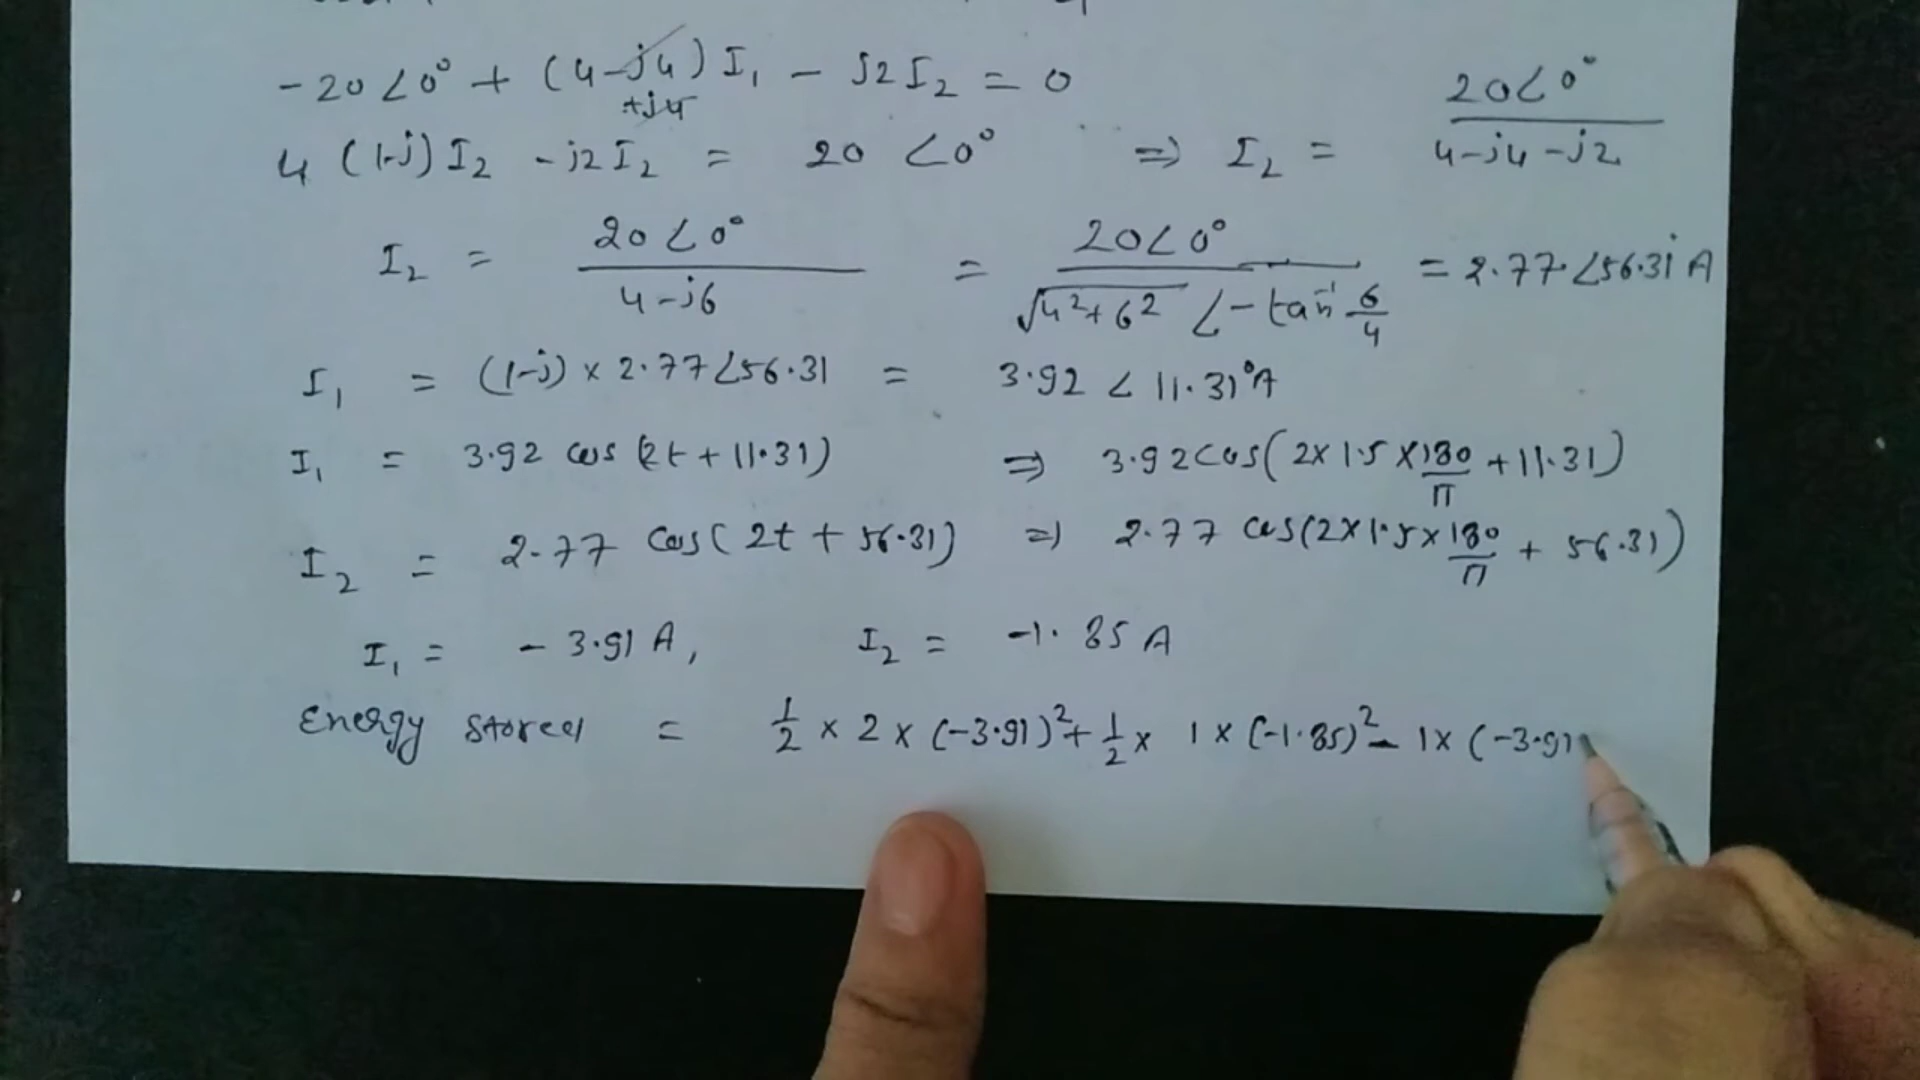 -20∠0° + (4-j4) I₁ - j2I₂ = 0
+j4
4 (1-j) I₂ - j2 I₂ = 20 ∠0° ⇒ I₂ = 20∠0° / 4-j4-j2
I₂ = 20∠0° / 4-j6 = 20∠0° / √4²+6² ∠-tan⁻¹ 6/4 = 2.77∠56.31 A
I₁ = (1-j) × 2.77∠56.31 = 3.92 ∠ 11.31°A
I₁ = 3.92 cos (2t + 11.31) ⇒ 3.92 cos(2×1.5×180/π + 11.31)
I₂ = 2.77 cos(2t + 56.31) ⇒ 2.77 cos(2×1.5×180/π + 56.31)
I₁ = -3.91 A, I₂ = -1.85 A
Energy stored = 1/2 × 2 × (-3.91)² + 1/2 × 1 × (-1.85)² - 1× (-3.91